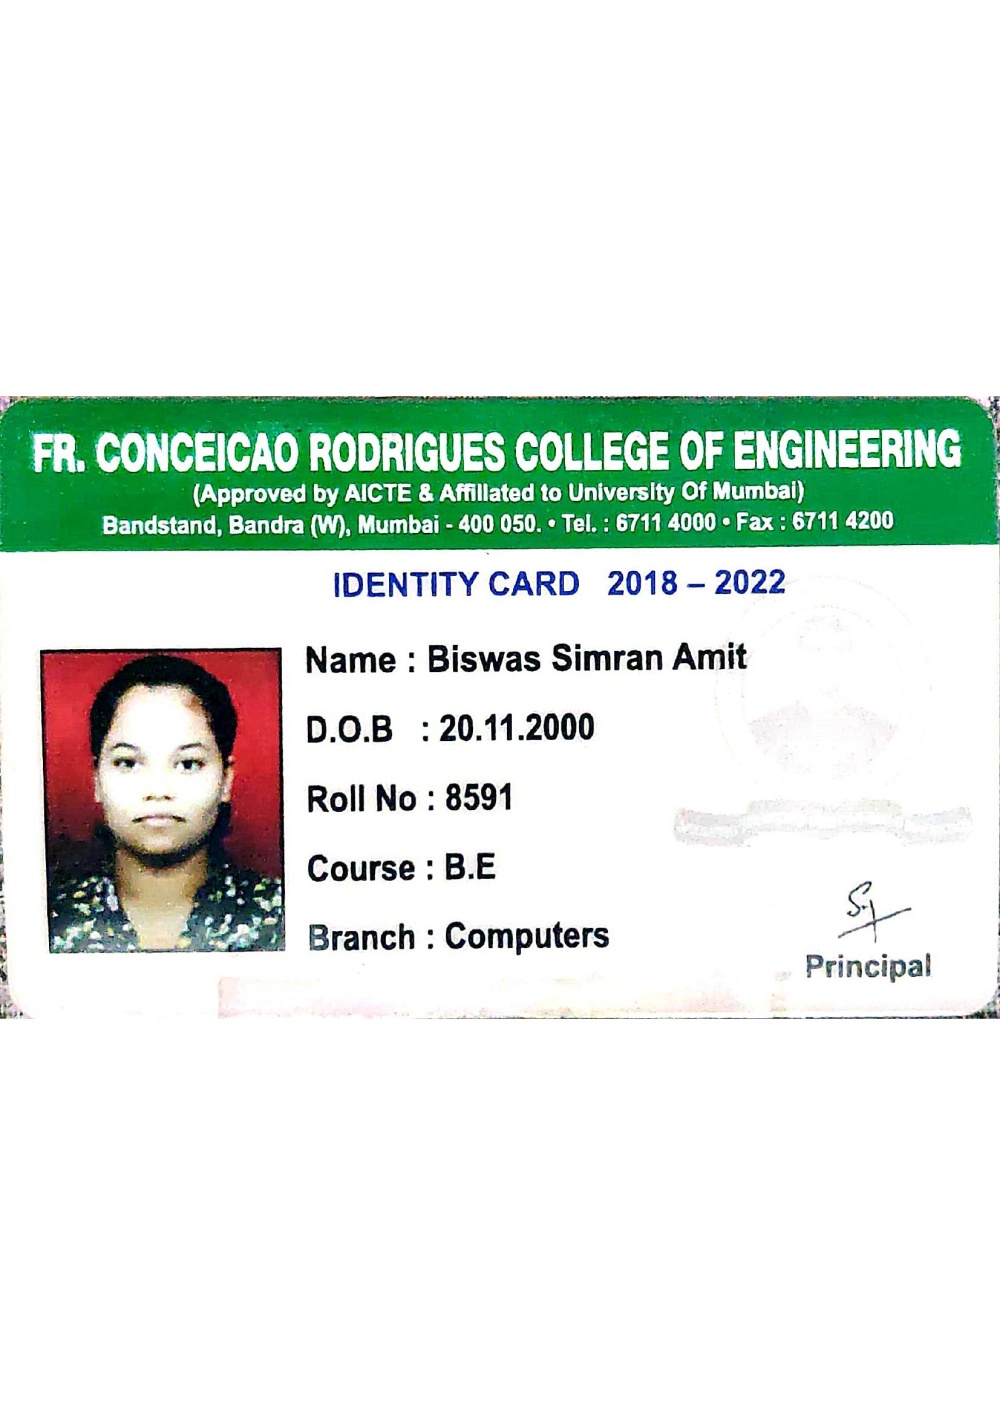 FR. CONCEICAO RODRIGUES COLLEGE OF ENGINEERING
(Approved by AICTE & Affiliated to University Of Mumbai)
Bandstand, Bandra (W), Mumbai - 400 050. • Tel. : 6711 4000 • Fax : 6711 4200
IDENTITY CARD 2018 – 2022
Name : Biswas Simran Amit
D.O.B : 20.11.2000
Roll No : 8591
Course : B.E
Branch : Computers
Principal